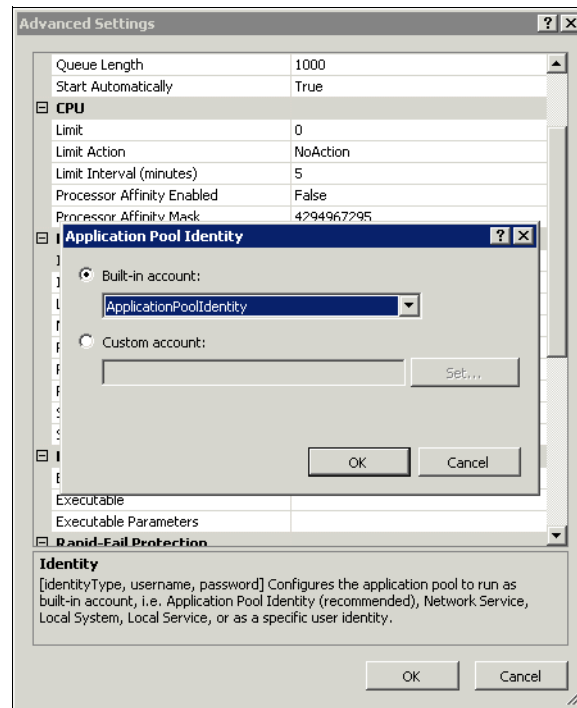 Advanced Settings
Queue Length 1000
Start Automatically True
CPU
Limit 0
Limit Action NoAction
Limit Interval (minutes) 5
Processor Affinity Enabled False
Processor Affinity Mask 4294967295
Application Pool Identity
Built-in account:
ApplicationPoolIdentity
Custom account:
Set...
OK Cancel
Executable
Executable Parameters
Rapid-Fail Protection
Identity
[identityType, username, password] Configures the application pool to run as
built-in account, i.e. Application Pool Identity (recommended), Network Service,
Local System, Local Service, or as a specific user identity.
OK Cancel